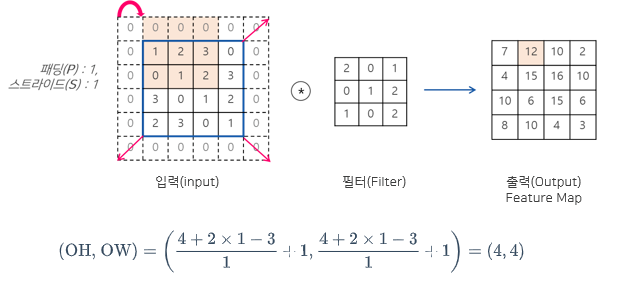 패딩(P) : 1,
스트라이드(S) : 1
0 0 0 0 0 0
0 1 2 3 0 0
0 0 1 2 3 0
0 3 0 1 2 0
0 2 3 0 1 0
0 0 0 0 0 0
2 0 1
0 1 2
1 0 2
7 12 10 2
4 15 16 10
10 6 15 6
8 10 4 3
*
입력(input)
필터(Filter)
출력(Output)
Feature Map
(OH, OW) = ( (4 + 2 × 1 − 3)/1 + 1, (4 + 2 × 1 − 3)/1 + 1 ) = (4, 4)